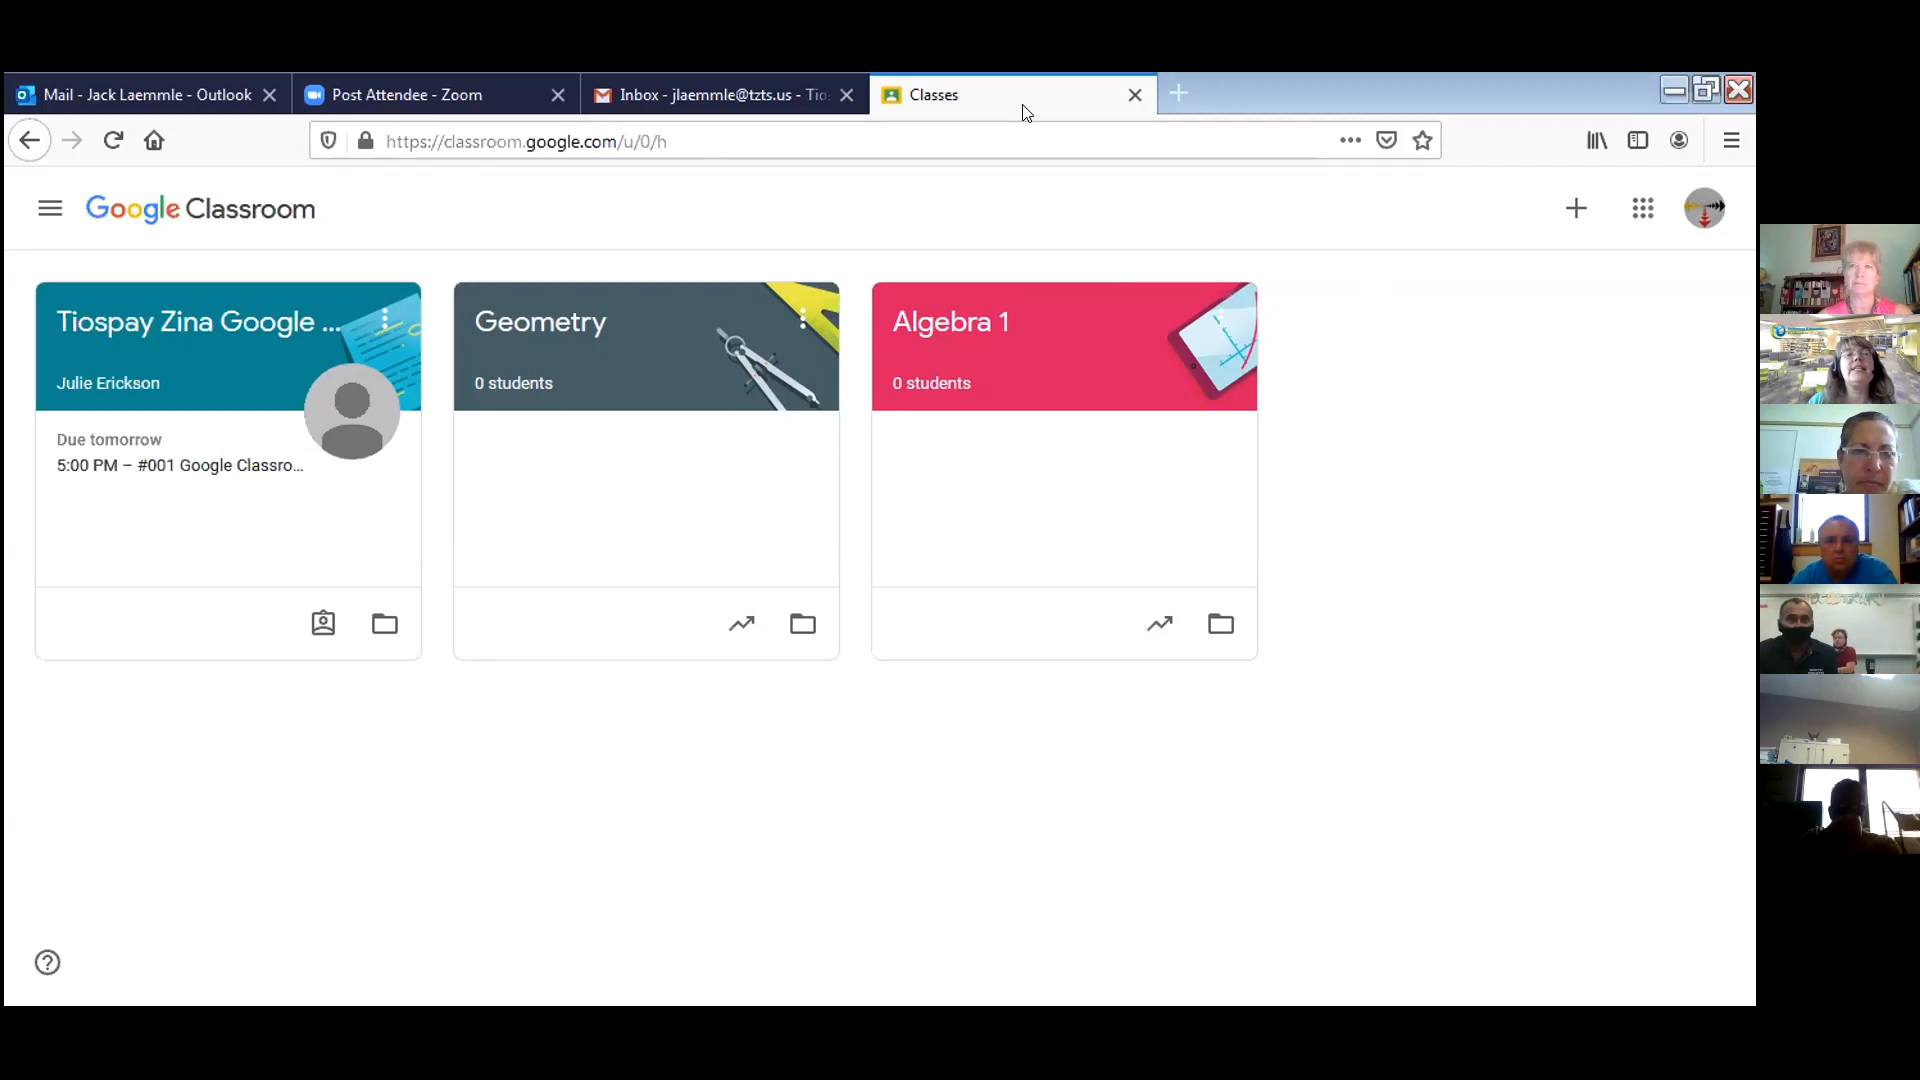 Mail - Jack Laemmle - Outlook
Post Attendee - Zoom
Inbox - jlaemmle@tzts.us - Tio
Classes
https://classroom.google.com/u/0/h
Google Classroom
Tiospay Zina Google ...
Julie Erickson
Due tomorrow
5:00 PM – #001 Google Classro...
Geometry
0 students
Algebra 1
0 students